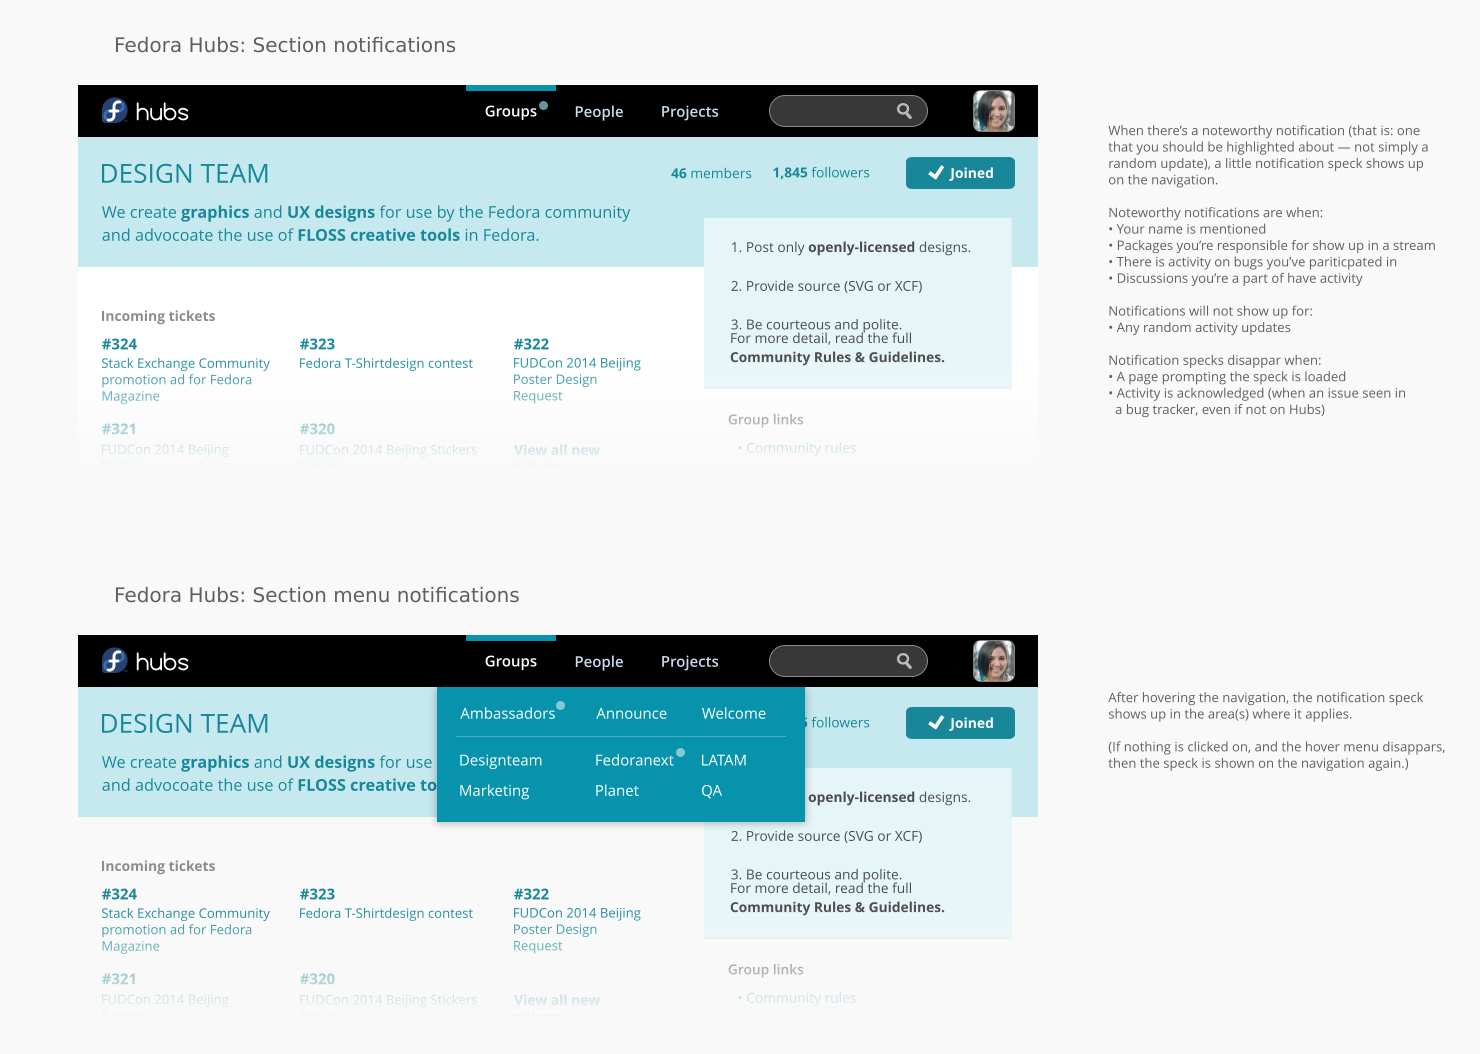 Fedora Hubs: Section notifications
hubs
Groups People Projects
DESIGN TEAM
46 members 1,845 followers
Joined
We create graphics and UX designs for use by the Fedora community
and advocoate the use of FLOSS creative tools in Fedora.
1. Post only openly-licensed designs.
2. Provide source (SVG or XCF)
3. Be courteous and polite.
For more detail, read the full
Community Rules & Guidelines.
Incoming tickets
#324
Stack Exchange Community
promotion ad for Fedora
Magazine
#323
Fedora T-Shirtdesign contest
#322
FUDCon 2014 Beijing
Poster Design
Request
#321
FUDCon 2014 Beijing
#320
FUDCon 2014 Beijing Stickers
View all new
Group links
• Community rules
When there's a noteworthy notification (that is: one
that you should be highlighted about — not simply a
random update), a little notification speck shows up
on the navigation.
Noteworthy notifications are when:
• Your name is mentioned
• Packages you're responsible for show up in a stream
• There is activity on bugs you've pariticpated in
• Discussions you're a part of have activity
Notifications will not show up for:
• Any random activity updates
Notification specks disappar when:
• A page prompting the speck is loaded
• Activity is acknowledged (when an issue seen in
a bug tracker, even if not on Hubs)
Fedora Hubs: Section menu notifications
hubs
Groups People Projects
DESIGN TEAM
followers
Joined
We create graphics and UX designs for use
and advocoate the use of FLOSS creative to
Ambassadors Announce Welcome
Designteam Fedoranext LATAM
Marketing Planet QA
openly-licensed designs.
2. Provide source (SVG or XCF)
3. Be courteous and polite.
For more detail, read the full
Community Rules & Guidelines.
Incoming tickets
#324
Stack Exchange Community
promotion ad for Fedora
Magazine
#323
Fedora T-Shirtdesign contest
#322
FUDCon 2014 Beijing
Poster Design
Request
#321
FUDCon 2014 Beijing
#320
FUDCon 2014 Beijing Stickers
View all new
Group links
• Community rules
After hovering the navigation, the notification speck
shows up in the area(s) where it applies.
(If nothing is clicked on, and the hover menu disappars,
then the speck is shown on the navigation again.)